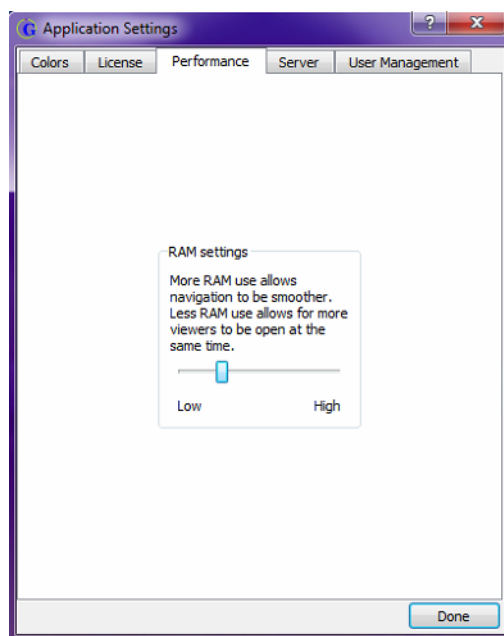 Application Settings
Colors License Performance Server User Management
RAM settings
More RAM use allows
navigation to be smoother.
Less RAM use allows for more
viewers to be open at the
same time.
Low High
Done